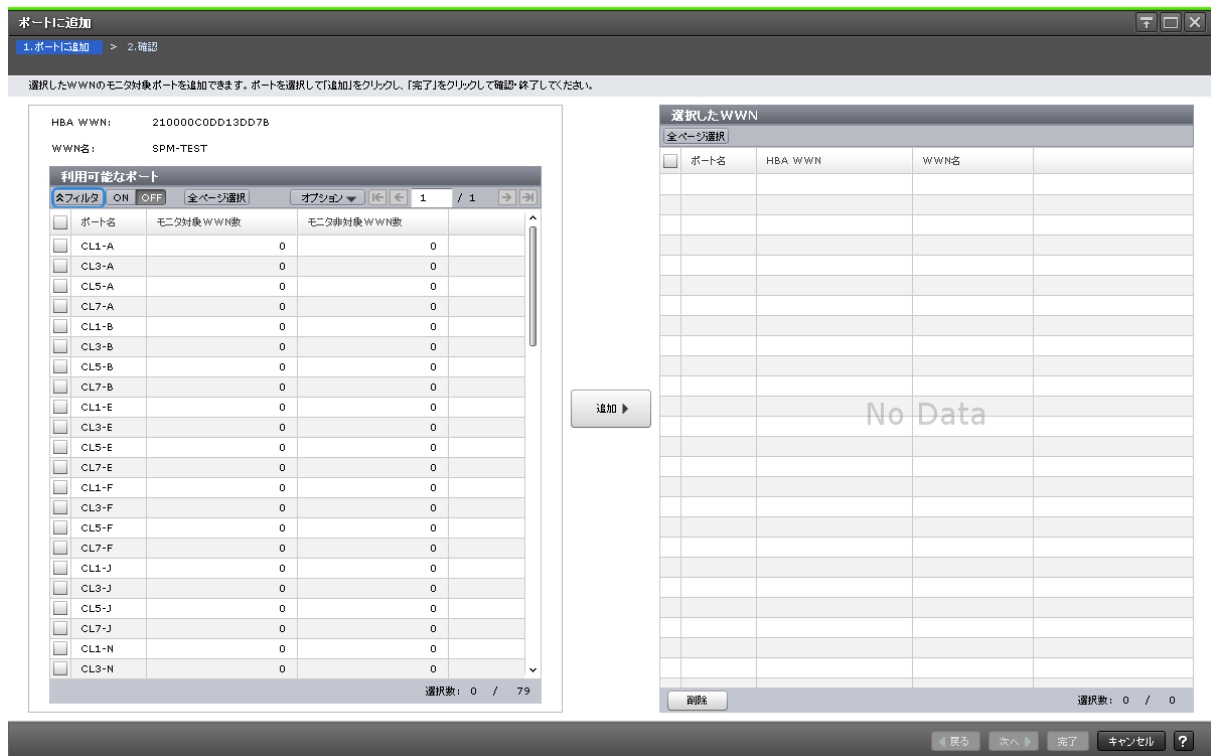 ポートに追加
1.ポートに追加 > 2.確認
選択したWWNのモニタ対象ポートを追加できます。ポートを選択して「追加」をクリックし、「完了」をクリックして確認・終了してください。
HBA WWN: 210000C0DD13DD7B
WWN名: SPM-TEST
利用可能なポート
フィルタ ON OFF 全ページ選択 オプション 1 / 1
ポート名 モニタ対象WWN数 モニタ非対象WWN数
CL1-A 0 0
CL3-A 0 0
CL5-A 0 0
CL7-A 0 0
CL1-B 0 0
CL3-B 0 0
CL5-B 0 0
CL7-B 0 0
CL1-E 0 0
CL3-E 0 0
CL5-E 0 0
CL7-E 0 0
CL1-F 0 0
CL3-F 0 0
CL5-F 0 0
CL7-F 0 0
CL1-J 0 0
CL3-J 0 0
CL5-J 0 0
CL7-J 0 0
CL1-N 0 0
CL3-N 0 0
選択数: 0 / 79
追加
選択したWWN
全ページ選択
ポート名 HBA WWN WWN名
No Data
削除 選択数: 0 / 0
戻る 次へ 完了 キャンセル ?